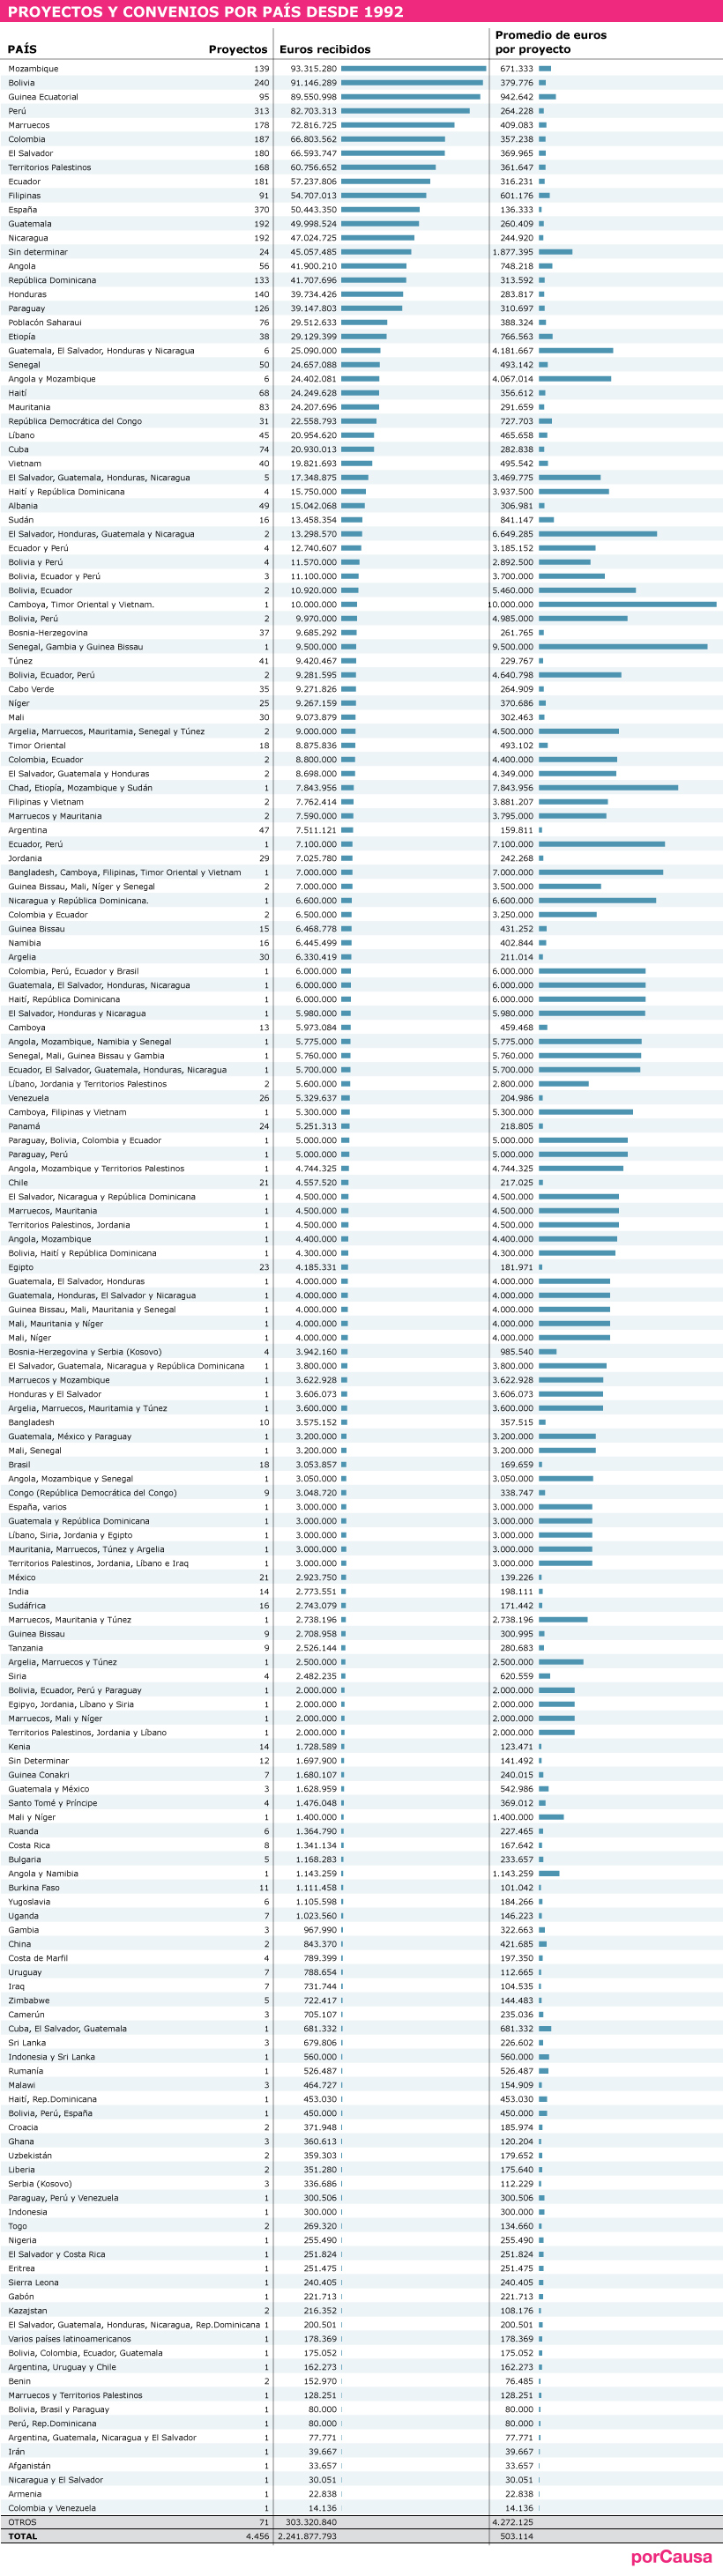 PROYECTOS Y CONVENIOS POR PAÍS DESDE 1992
PAÍS Proyectos Euros recibidos Promedio de euros por proyecto
Mozambique 139 93.315.280 671.333
Bolivia 240 91.146.289 379.776
Guinea Ecuatorial 95 89.550.998 942.642
Perú 313 82.703.313 264.228
Marruecos 178 72.816.725 409.083
Colombia 187 66.803.562 357.238
El Salvador 180 66.593.747 369.965
Territorios Palestinos 168 60.756.652 361.647
Ecuador 181 57.237.806 316.231
Filipinas 91 54.707.013 601.176
España 370 50.443.350 136.333
Guatemala 192 49.998.524 260.409
Nicaragua 192 47.024.725 244.920
Sin determinar 24 45.057.485 1.877.395
Angola 56 41.900.210 748.218
República Dominicana 133 41.707.696 313.592
Honduras 140 39.734.426 283.817
Paraguay 126 39.147.803 310.697
Poblacón Saharaui 76 29.512.633 388.324
Etiopía 38 29.129.399 766.563
Guatemala, El Salvador, Honduras y Nicaragua 6 25.090.000 4.181.667
Senegal 50 24.657.088 493.142
Angola y Mozambique 6 24.402.081 4.067.014
Haití 68 24.249.628 356.612
Mauritania 83 24.207.696 291.659
República Democrática del Congo 31 22.558.793 727.703
Líbano 45 20.954.620 465.658
Cuba 74 20.930.013 282.838
Vietnam 40 19.821.693 495.542
El Salvador, Guatemala, Honduras, Nicaragua 5 17.348.875 3.469.775
Haití y República Dominicana 4 15.750.000 3.937.500
Albania 49 15.042.068 306.981
Sudán 16 13.458.354 841.147
El Salvador, Honduras, Guatemala y Nicaragua 2 13.298.570 6.649.285
Ecuador y Perú 4 12.740.607 3.185.152
Bolivia y Perú 4 11.570.000 2.892.500
Bolivia, Ecuador y Perú 3 11.100.000 3.700.000
Bolivia, Ecuador 2 10.920.000 5.460.000
Camboya, Timor Oriental y Vietnam. 1 10.000.000 10.000.000
Bolivia, Perú 2 9.970.000 4.985.000
Bosnia-Herzegovina 37 9.685.292 261.765
Senegal, Gambia y Guinea Bissau 1 9.500.000 9.500.000
Túnez 41 9.420.467 229.767
Bolivia, Ecuador, Perú 2 9.281.595 4.640.798
Cabo Verde 35 9.271.826 264.909
Níger 25 9.267.159 370.686
Mali 30 9.073.879 302.463
Argelia, Marruecos, Mauritamia, Senegal y Túnez 2 9.000.000 4.500.000
Timor Oriental 18 8.875.836 493.102
Colombia, Ecuador 2 8.800.000 4.400.000
El Salvador, Guatemala y Honduras 2 8.698.000 4.349.000
Chad, Etiopía, Mozambique y Sudán 1 7.843.956 7.843.956
Filipinas y Vietnam 2 7.762.414 3.881.207
Marruecos y Mauritania 2 7.590.000 3.795.000
Argentina 47 7.511.121 159.811
Ecuador, Perú 1 7.100.000 7.100.000
Jordania 29 7.025.780 242.268
Bangladesh, Camboya, Filipinas, Timor Oriental y Vietnam 1 7.000.000 7.000.000
Guinea Bissau, Mali, Níger y Senegal 2 7.000.000 3.500.000
Nicaragua y República Dominicana. 1 6.600.000 6.600.000
Colombia y Ecuador 2 6.500.000 3.250.000
Guinea Bissau 15 6.468.778 431.252
Namibia 16 6.445.499 402.844
Argelia 30 6.330.419 211.014
Colombia, Perú, Ecuador y Brasil 1 6.000.000 6.000.000
Guatemala, El Salvador, Honduras, Nicaragua 1 6.000.000 6.000.000
Haití, República Dominicana 1 6.000.000 6.000.000
El Salvador, Honduras y Nicaragua 1 5.980.000 5.980.000
Camboya 13 5.973.084 459.468
Angola, Mozambique, Namibia y Senegal 1 5.775.000 5.775.000
Senegal, Mali, Guinea Bissau y Gambia 1 5.760.000 5.760.000
Ecuador, El Salvador, Guatemala, Honduras, Nicaragua 1 5.700.000 5.700.000
Líbano, Jordania y Territorios Palestinos 2 5.600.000 2.800.000
Venezuela 26 5.329.637 204.986
Camboya, Filipinas y Vietnam 1 5.300.000 5.300.000
Panamá 24 5.251.313 218.805
Paraguay, Bolivia, Colombia y Ecuador 1 5.000.000 5.000.000
Paraguay, Perú 1 5.000.000 5.000.000
Angola, Mozambique y Territorios Palestinos 1 4.744.325 4.744.325
Chile 21 4.557.520 217.025
El Salvador, Nicaragua y República Dominicana 1 4.500.000 4.500.000
Marruecos, Mauritania 1 4.500.000 4.500.000
Territorios Palestinos, Jordania 1 4.500.000 4.500.000
Angola, Mozambique 1 4.400.000 4.400.000
Bolivia, Haití y República Dominicana 1 4.300.000 4.300.000
Egipto 23 4.185.331 181.971
Guatemala, El Salvador, Honduras 1 4.000.000 4.000.000
Guatemala, Honduras, El Salvador y Nicaragua 1 4.000.000 4.000.000
Guinea Bissau, Mali, Mauritania y Senegal 1 4.000.000 4.000.000
Mali, Mauritania y Níger 1 4.000.000 4.000.000
Mali, Níger 1 4.000.000 4.000.000
Bosnia-Herzegovina y Serbia (Kosovo) 4 3.942.160 985.540
El Salvador, Guatemala, Nicaragua y República Dominicana 1 3.800.000 3.800.000
Marruecos y Mozambique 1 3.622.928 3.622.928
Honduras y El Salvador 1 3.606.073 3.606.073
Argelia, Marruecos, Mauritamia y Túnez 1 3.600.000 3.600.000
Bangladesh 10 3.575.152 357.515
Guatemala, México y Paraguay 1 3.200.000 3.200.000
Mali, Senegal 1 3.200.000 3.200.000
Brasil 18 3.053.857 169.659
Angola, Mozambique y Senegal 1 3.050.000 3.050.000
Congo (República Democrática del Congo) 9 3.048.720 338.747
España, varios 1 3.000.000 3.000.000
Guatemala y República Dominicana 1 3.000.000 3.000.000
Líbano, Siria, Jordania y Egipto 1 3.000.000 3.000.000
Mauritania, Marruecos, Túnez y Argelia 1 3.000.000 3.000.000
Territorios Palestinos, Jordania, Líbano e Iraq 1 3.000.000 3.000.000
México 21 2.923.750 139.226
India 14 2.773.551 198.111
Sudáfrica 16 2.743.079 171.442
Marruecos, Mauritania y Túnez 1 2.738.196 2.738.196
Guinea Bissau 9 2.708.958 300.995
Tanzania 9 2.526.144 280.683
Argelia, Marruecos y Túnez 1 2.500.000 2.500.000
Siria 4 2.482.235 620.559
Bolivia, Ecuador, Perú y Paraguay 1 2.000.000 2.000.000
Egipyo, Jordania, Líbano y Siria 1 2.000.000 2.000.000
Marruecos, Mali y Níger 1 2.000.000 2.000.000
Territorios Palestinos, Jordania y Líbano 1 2.000.000 2.000.000
Kenia 14 1.728.589 123.471
Sin Determinar 12 1.697.900 141.492
Guinea Conakri 7 1.680.107 240.015
Guatemala y México 3 1.628.959 542.986
Santo Tomé y Príncipe 4 1.476.048 369.012
Mali y Níger 1 1.400.000 1.400.000
Ruanda 6 1.364.790 227.465
Costa Rica 8 1.341.134 167.642
Bulgaria 5 1.168.283 233.657
Angola y Namibia 1 1.143.259 1.143.259
Burkina Faso 11 1.111.458 101.042
Yugoslavia 6 1.105.598 184.266
Uganda 7 1.023.560 146.223
Gambia 3 967.990 322.663
China 2 843.370 421.685
Costa de Marfil 4 789.399 197.350
Uruguay 7 788.654 112.665
Iraq 7 731.744 104.535
Zimbabwe 5 722.417 144.483
Camerún 3 705.107 235.036
Cuba, El Salvador, Guatemala 1 681.332 681.332
Sri Lanka 3 679.806 226.602
Indonesia y Sri Lanka 1 560.000 560.000
Rumanía 1 526.487 526.487
Malawi 3 464.727 154.909
Haití, Rep.Dominicana 1 453.030 453.030
Bolivia, Perú, España 1 450.000 450.000
Croacia 2 371.948 185.974
Ghana 3 360.613 120.204
Uzbekistán 2 359.303 179.652
Liberia 2 351.280 175.640
Serbia (Kosovo) 3 336.686 112.229
Paraguay, Perú y Venezuela 1 300.506 300.506
Indonesia 1 300.000 300.000
Togo 2 269.320 134.660
Nigeria 1 255.490 255.490
El Salvador y Costa Rica 1 251.824 251.824
Eritrea 1 251.475 251.475
Sierra Leona 1 240.405 240.405
Gabón 1 221.713 221.713
Kazajstan 2 216.352 108.176
El Salvador, Guatemala, Honduras, Nicaragua, Rep.Dominicana 1 200.501 200.501
Varios países latinoamericanos 1 178.369 178.369
Bolivia, Colombia, Ecuador, Guatemala 1 175.052 175.052
Argentina, Uruguay y Chile 1 162.273 162.273
Benin 2 152.970 76.485
Marruecos y Territorios Palestinos 1 128.251 128.251
Bolivia, Brasil y Paraguay 1 80.000 80.000
Perú, Rep.Dominicana 1 80.000 80.000
Argentina, Guatemala, Nicaragua y El Salvador 1 77.771 77.771
Irán 1 39.667 39.667
Afganistán 1 33.657 33.657
Nicaragua y El Salvador 1 30.051 30.051
Armenia 1 22.838 22.838
Colombia y Venezuela 1 14.136 14.136
OTROS 71 303.320.840 4.272.125
TOTAL 4.456 2.241.877.793 503.114
porCausa